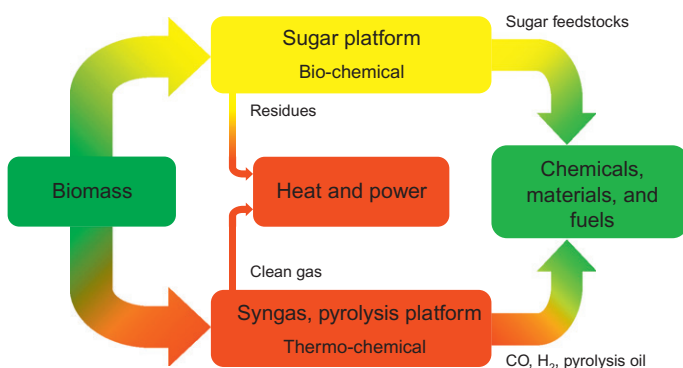 Sugar feedstocks
Sugar platform
Bio-chemical
Residues
Biomass
Heat and power
Chemicals,
materials, and
fuels
Clean gas
Syngas, pyrolysis platform
Thermo-chemical
CO, H₂, pyrolysis oil